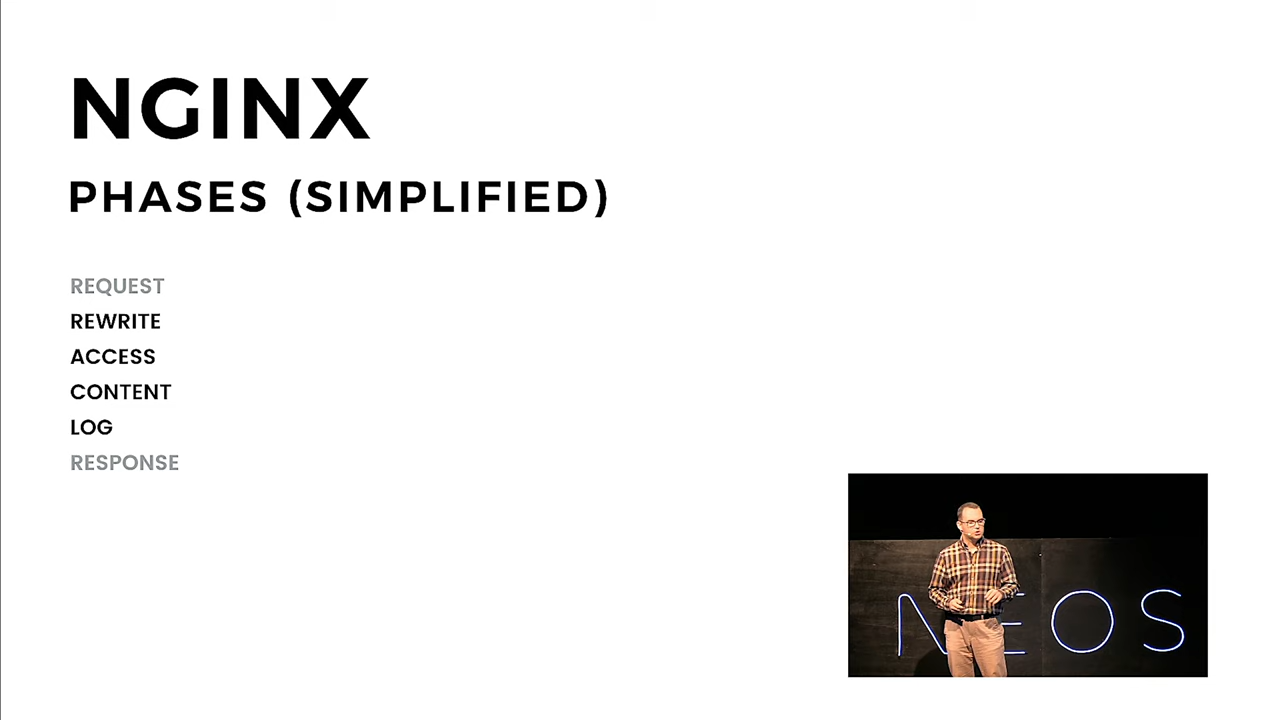 NGINX
PHASES (SIMPLIFIED)
REQUEST
REWRITE
ACCESS
CONTENT
LOG
RESPONSE
NEOS